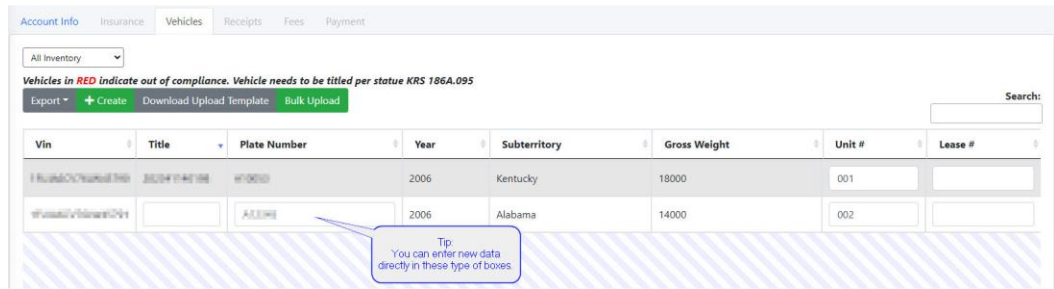 Account Info Insurance Vehicles Receipts Fees Payment
All Inventory
Vehicles in RED indicate out of compliance. Vehicle needs to be titled per statue KRS 186A.095
Export + Create Download Upload Template Bulk Upload
Search:
Vin Title Plate Number Year Subterritory Gross Weight Unit # Lease #
2006 Kentucky 18000 001
2006 Alabama 14000 002
Tip:
You can enter new data
directly in these type of boxes.